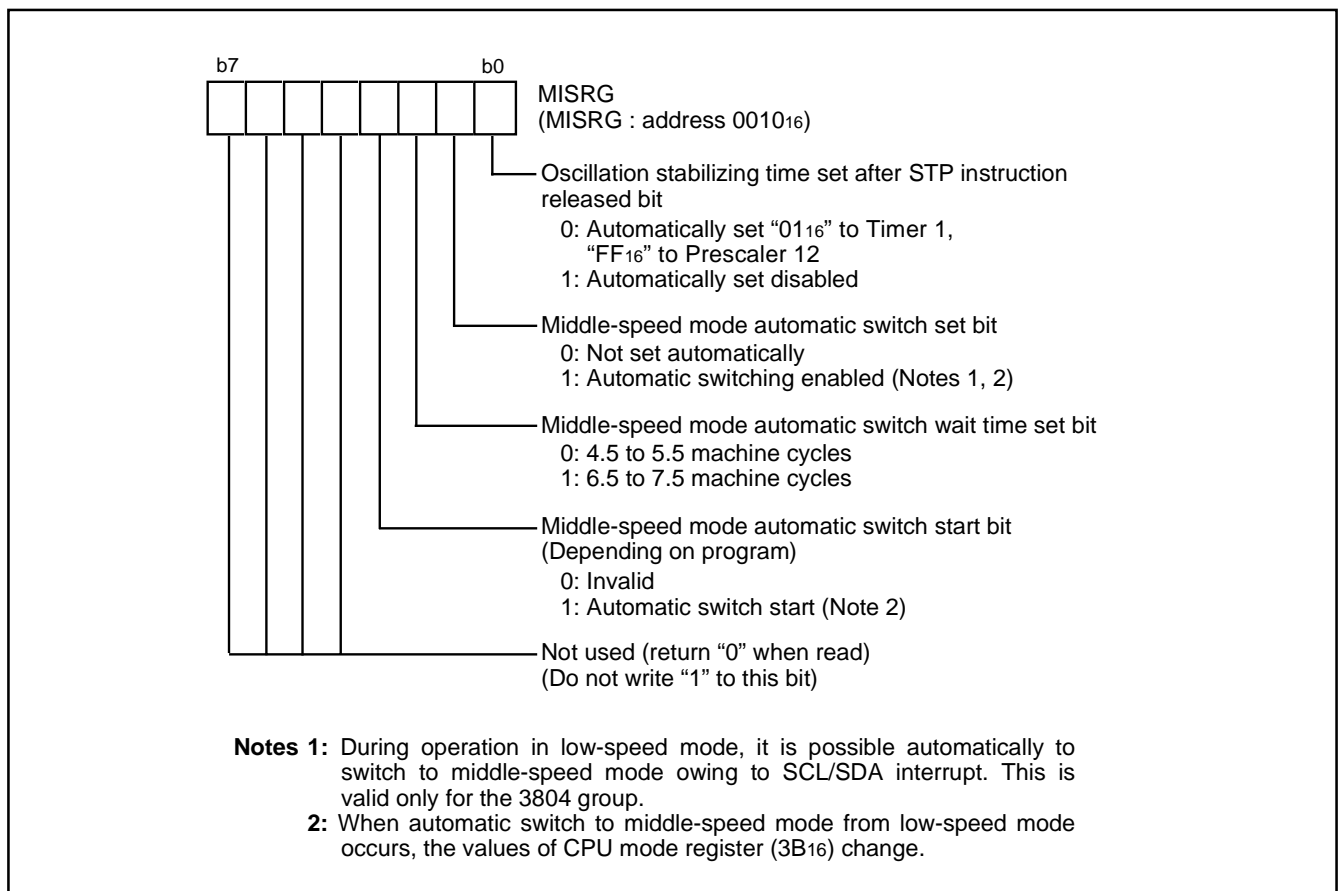 b7 b0
MISRG
(MISRG : address 0010₁₆)
Oscillation stabilizing time set after STP instruction
released bit
0: Automatically set “01₁₆” to Timer 1,
“FF₁₆” to Prescaler 12
1: Automatically set disabled
Middle-speed mode automatic switch set bit
0: Not set automatically
1: Automatic switching enabled (Notes 1, 2)
Middle-speed mode automatic switch wait time set bit
0: 4.5 to 5.5 machine cycles
1: 6.5 to 7.5 machine cycles
Middle-speed mode automatic switch start bit
(Depending on program)
0: Invalid
1: Automatic switch start (Note 2)
Not used (return “0” when read)
(Do not write “1” to this bit)
Notes 1: During operation in low-speed mode, it is possible automatically to
switch to middle-speed mode owing to SCL/SDA interrupt. This is
valid only for the 3804 group.
2: When automatic switch to middle-speed mode from low-speed mode
occurs, the values of CPU mode register (3B₁₆) change.